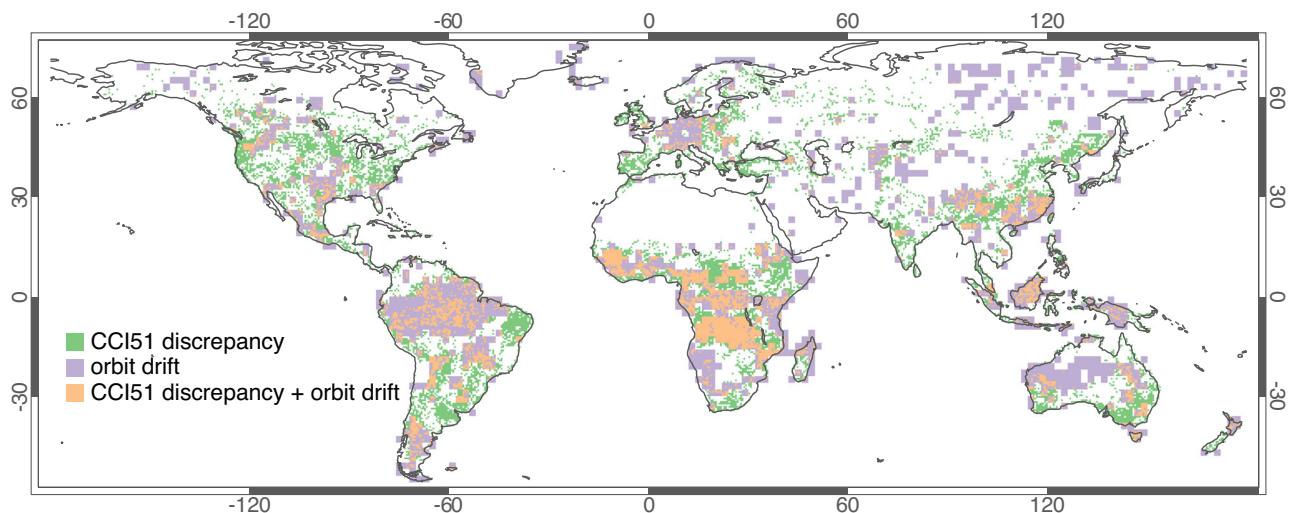 -120 -60 0 60 120
60 60
30 30
0 0
-30 -30
CCI51 discrepancy
orbit drift
CCI51 discrepancy + orbit drift
-120 -60 0 60 120